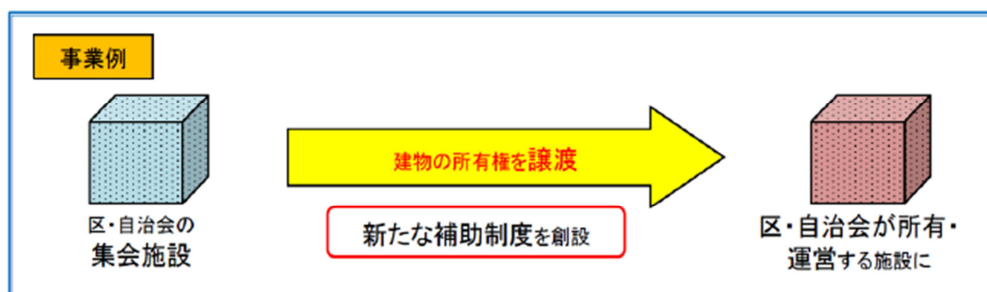 事業例
建物の所有権を譲渡
新たな補助制度を創設
区・自治会の
集会施設
区・自治会が所有・
運営する施設に